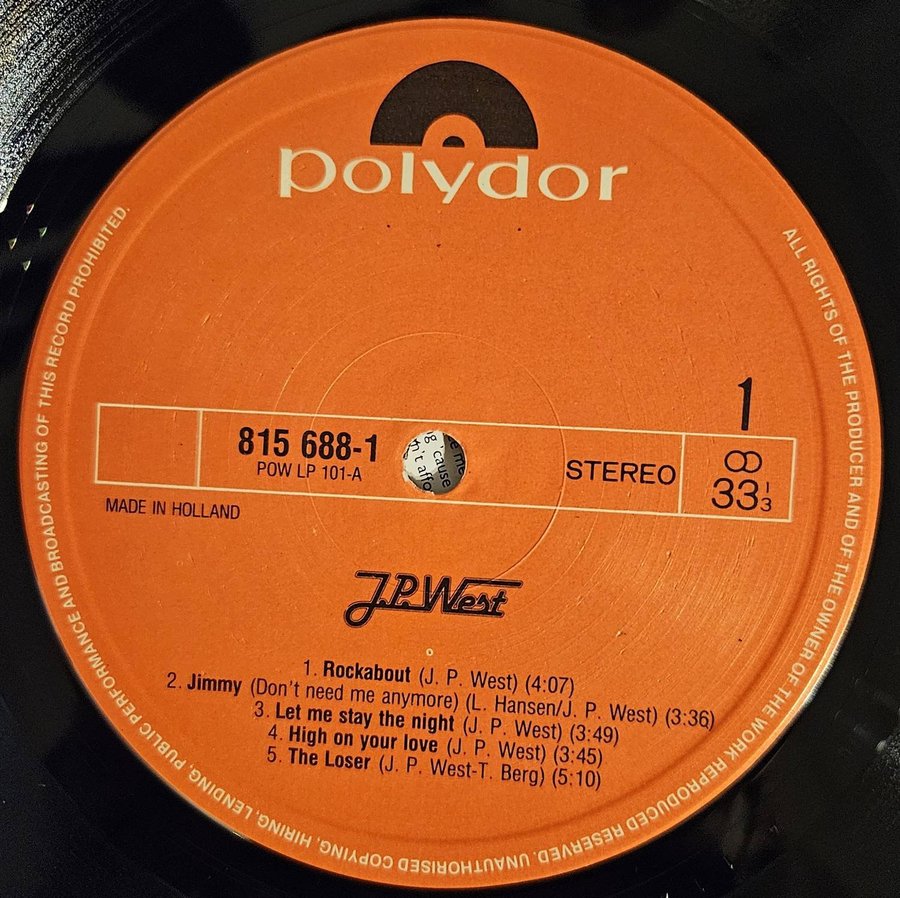 polydor
1
815 688-1
POW LP 101-A
g 'cause
STEREO
33 1/3
MADE IN HOLLAND
J.P. West
1. Rockabout (J. P. West) (4:07)
2. Jimmy (Don't need me anymore) (L. Hansen/J. P. West) (3:36)
3. Let me stay the night (J. P. West) (3:49)
4. High on your love (J. P. West) (3:45)
5. The Loser (J. P. West-T. Berg) (5:10)
ALL RIGHTS OF THE PRODUCER AND OF THE OWNER OF THE WORK REPRODUCED RESERVED. UNAUTHORISED COPYING, HIRING, LENDING, PUBLIC PERFORMANCE AND BROADCASTING OF THIS RECORD PROHIBITED.